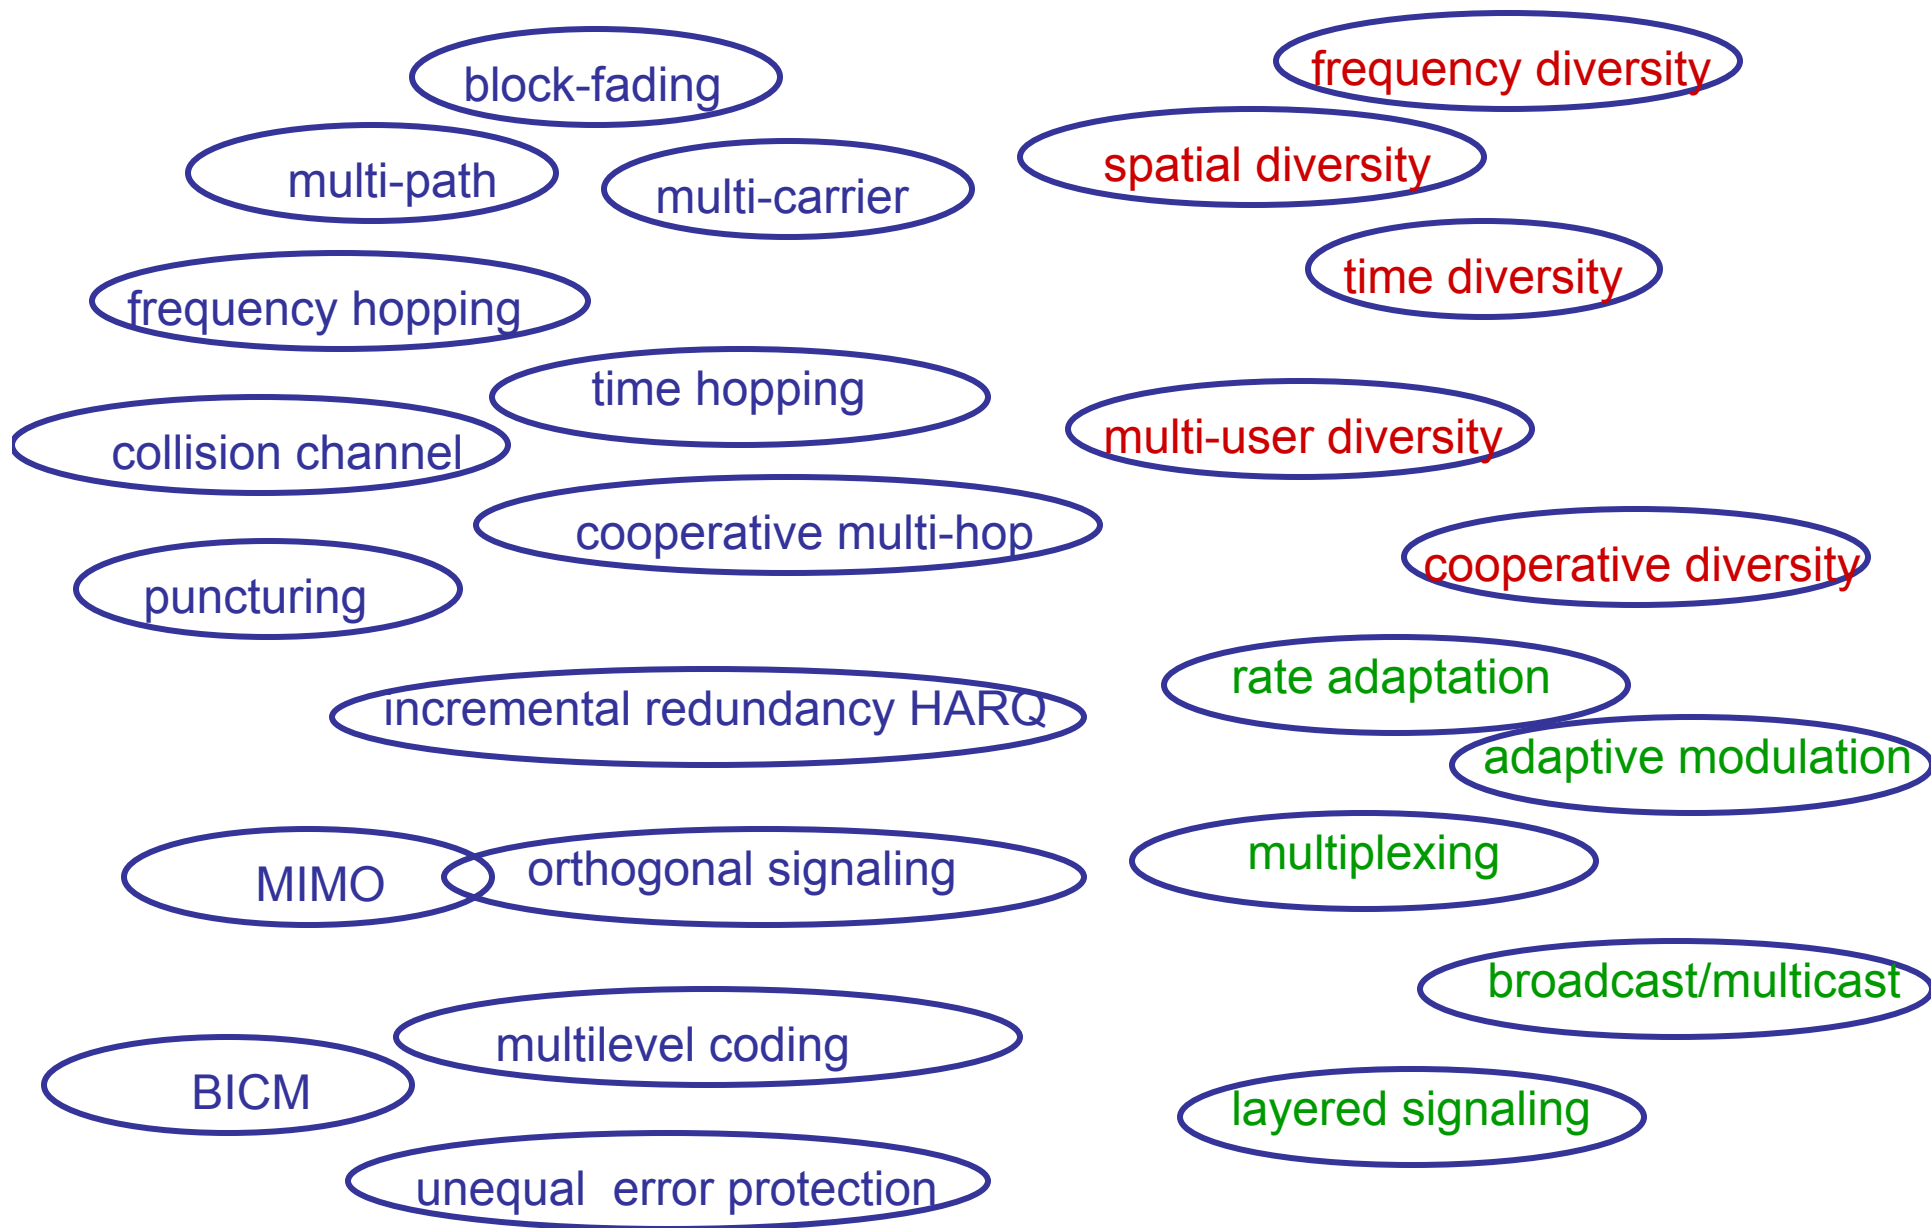 block-fading
multi-path
multi-carrier
frequency hopping
time hopping
collision channel
cooperative multi-hop
puncturing
incremental redundancy HARQ
MIMO
orthogonal signaling
multilevel coding
BICM
unequal  error protection
frequency diversity
spatial diversity
time diversity
multi-user diversity
cooperative diversity
rate adaptation
adaptive modulation
multiplexing
broadcast/multicast
layered signaling